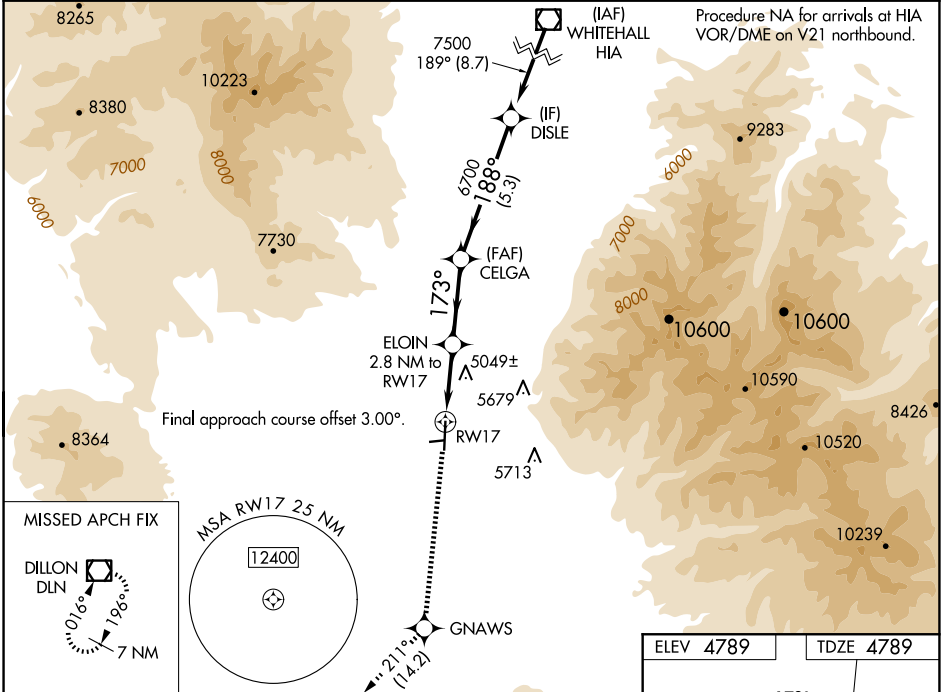 8265
10223
8380
7000
8000
6000
7730
8364
7500
189° (8.7)
(IAF)
WHITEHALL
HIA
Procedure NA for arrivals at HIA
VOR/DME on V21 northbound.
(IF)
DISLE
6700
188°
(5.3)
(FAF)
CELGA
173°
ELOIN
2.8 NM to
RW17
5049±
5679
Final approach course offset 3.00°.
RW17
5713
9283
6000
7000
8000
10600
10600
10590
8426
10520
10239
MISSED APCH FIX
DILLON
DLN
016°
196°
7 NM
MSA RW17 25 NM
12400
GNAWS
211°
(14.2)
ELEV 4789
TDZE 4789